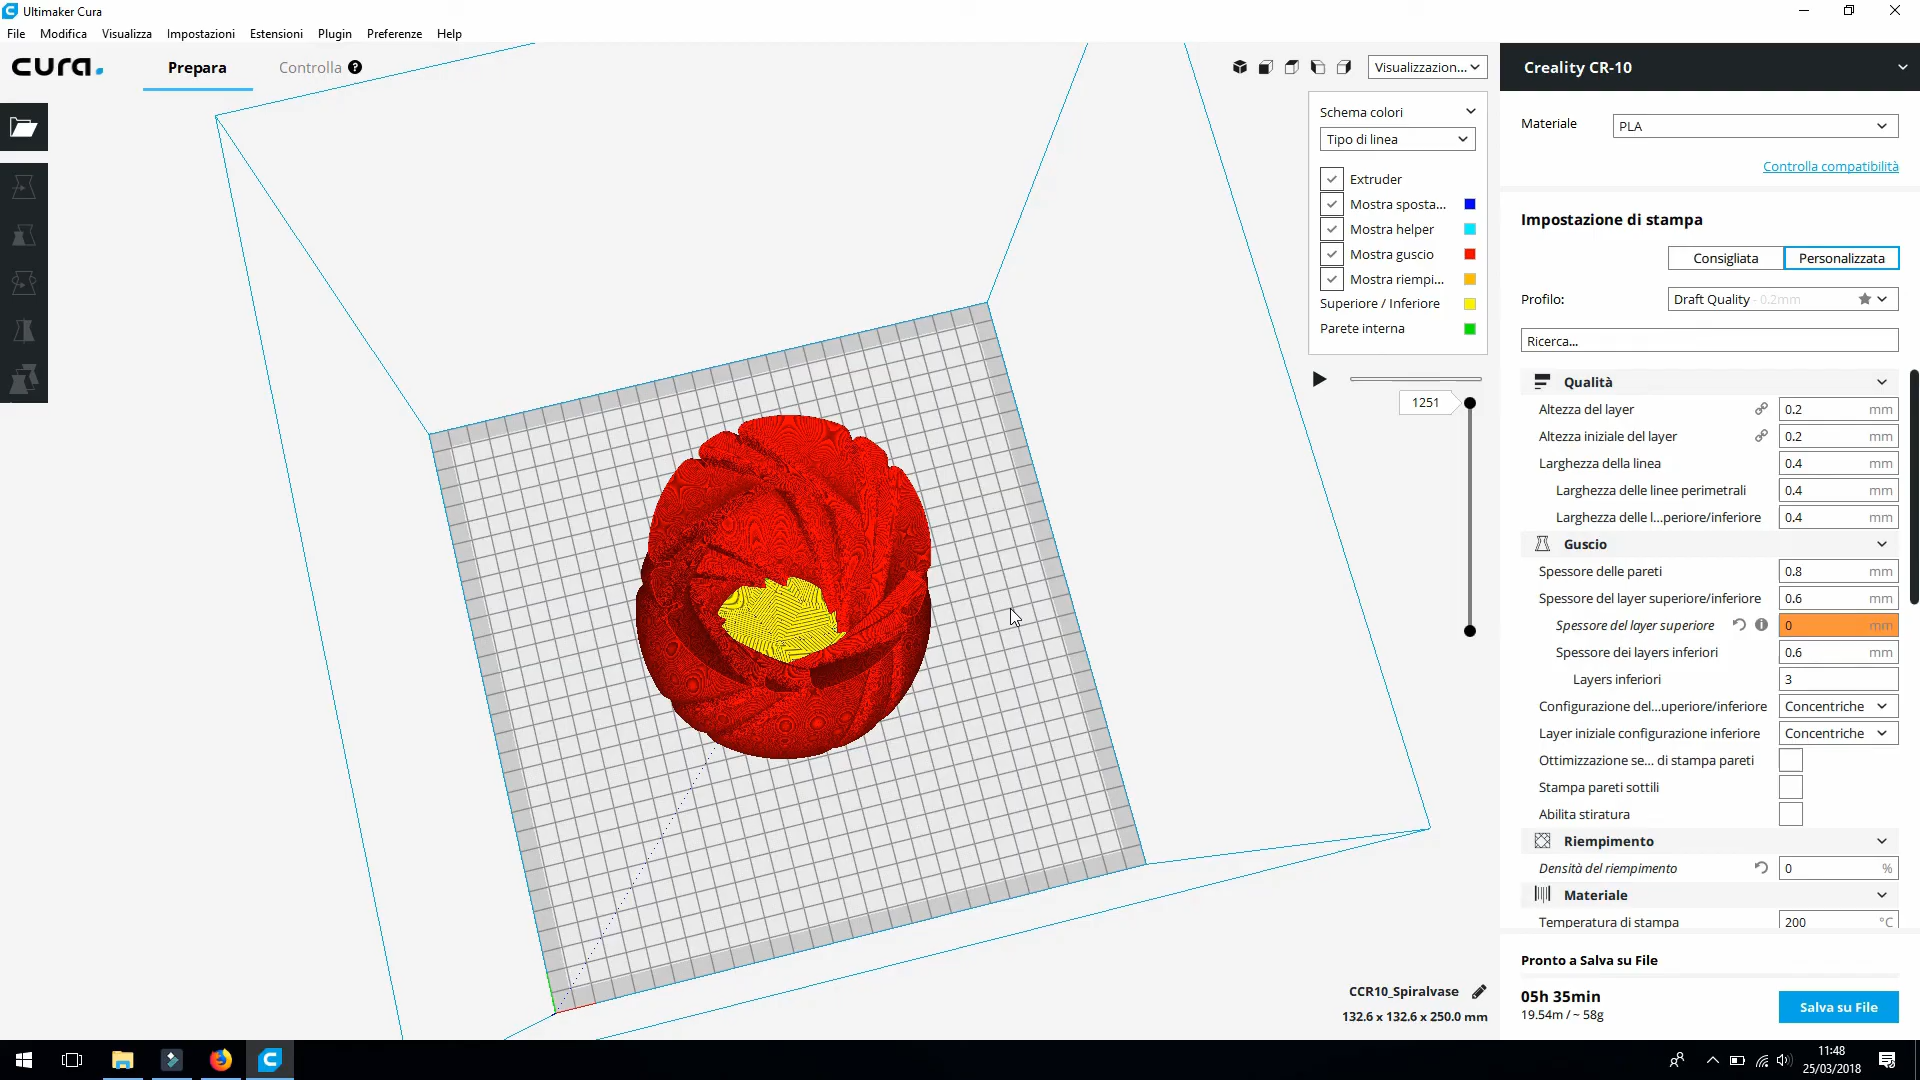 Ultimaker Cura
File Modifica Visualizza Impostazioni Estensioni Plugin Preferenze Help
cura.
Prepara
Controlla ?
Visualizzazion...
Schema colori
Tipo di linea
Extruder
Mostra sposta...
Mostra helper
Mostra guscio
Mostra riempi...
Superiore / Inferiore
Parete interna
1251
CCR10_Spiralvase
132.6 x 132.6 x 250.0 mm
Creality CR-10
Materiale PLA
Controlla compatibilità
Impostazione di stampa
Consigliata Personalizzata
Profilo: Draft Quality - 0.2mm
Ricerca...
Qualità
Altezza del layer 0.2 mm
Altezza iniziale del layer 0.2 mm
Larghezza della linea 0.4 mm
Larghezza delle linee perimetrali 0.4 mm
Larghezza delle l...periore/inferiore 0.4 mm
Guscio
Spessore delle pareti 0.8 mm
Spessore del layer superiore/inferiore 0.6 mm
Spessore del layer superiore i 0 mm
Spessore dei layers inferiori 0.6 mm
Layers inferiori 3
Configurazione del...uperiore/inferiore Concentriche
Layer iniziale configurazione inferiore Concentriche
Ottimizzazione se... di stampa pareti
Stampa pareti sottili
Abilita stiratura
Riempimento
Densità del riempimento 0 %
Materiale
Temperatura di stampa 200 °C
Pronto a Salva su File
05h 35min
19.54m / ~ 58g
Salva su File
11:48
25/03/2018